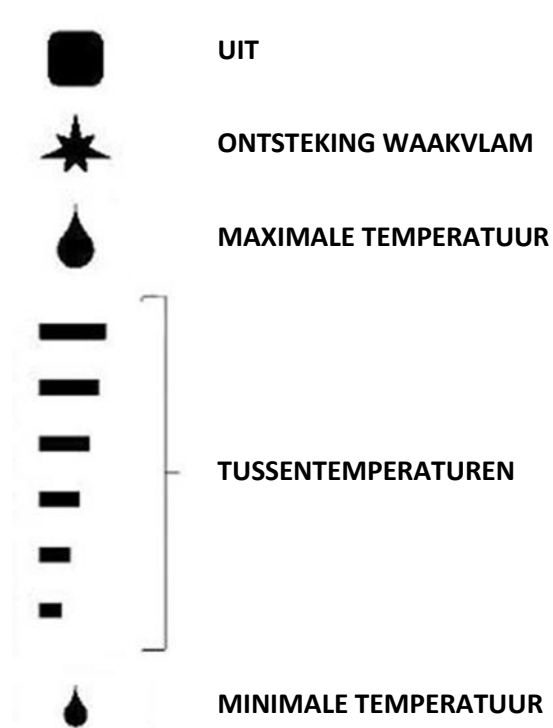 UIT
ONTSTEKING WAAKVLAM
MAXIMALE TEMPERATUUR
TUSSENTEMPERATUREN
MINIMALE TEMPERATUUR